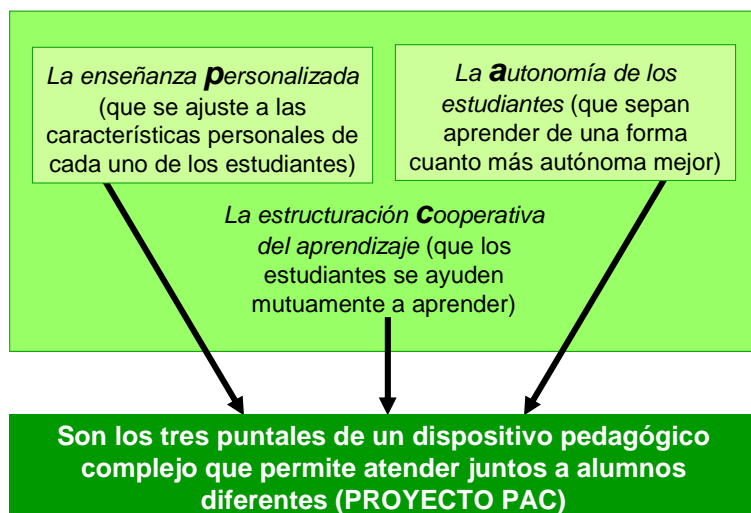 La enseñanza personalizada
(que se ajuste a las
características personales de
cada uno de los estudiantes)
La autonomía de los
estudiantes (que sepan
aprender de una forma
cuanto más autónoma mejor)
La estructuración cooperativa
del aprendizaje (que los
estudiantes se ayuden
mutuamente a aprender)
Son los tres puntales de un dispositivo pedagógico
complejo que permite atender juntos a alumnos
diferentes (PROYECTO PAC)